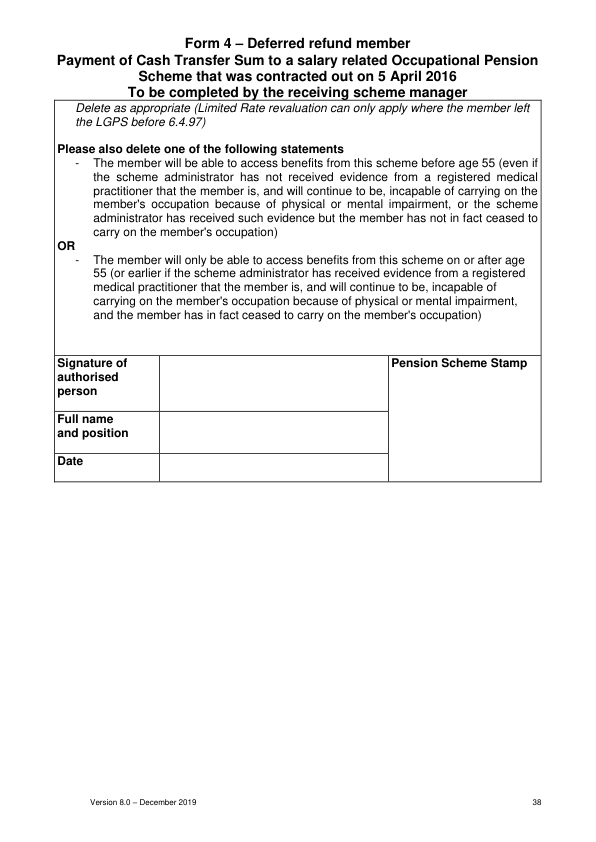 Form 4 – Deferred refund member
Payment of Cash Transfer Sum to a salary related Occupational Pension
Scheme that was contracted out on 5 April 2016
To be completed by the receiving scheme manager
Delete as appropriate (Limited Rate revaluation can only apply where the member left
the LGPS before 6.4.97)
Please also delete one of the following statements
- The member will be able to access benefits from this scheme before age 55 (even if
the scheme administrator has not received evidence from a registered medical
practitioner that the member is, and will continue to be, incapable of carrying on the
member's occupation because of physical or mental impairment, or the scheme
administrator has received such evidence but the member has not in fact ceased to
carry on the member's occupation)
OR
- The member will only be able to access benefits from this scheme on or after age
55 (or earlier if the scheme administrator has received evidence from a registered
medical practitioner that the member is, and will continue to be, incapable of
carrying on the member's occupation because of physical or mental impairment,
and the member has in fact ceased to carry on the member's occupation)
Signature of
authorised
person
Pension Scheme Stamp
Full name
and position
Date
Version 8.0 – December 2019
38